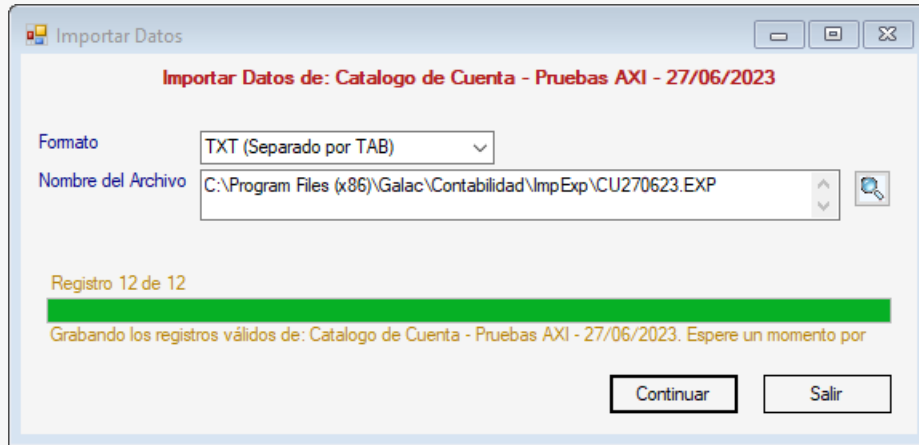 Importar Datos
Importar Datos de: Catalogo de Cuenta - Pruebas AXI - 27/06/2023
Formato
TXT (Separado por TAB)
Nombre del Archivo
C:\Program Files (x86)\Galac\Contabilidad\ImpExp\CU270623.EXP
Registro 12 de 12
Grabando los registros válidos de: Catalogo de Cuenta - Pruebas AXI - 27/06/2023. Espere un momento por
Continuar
Salir